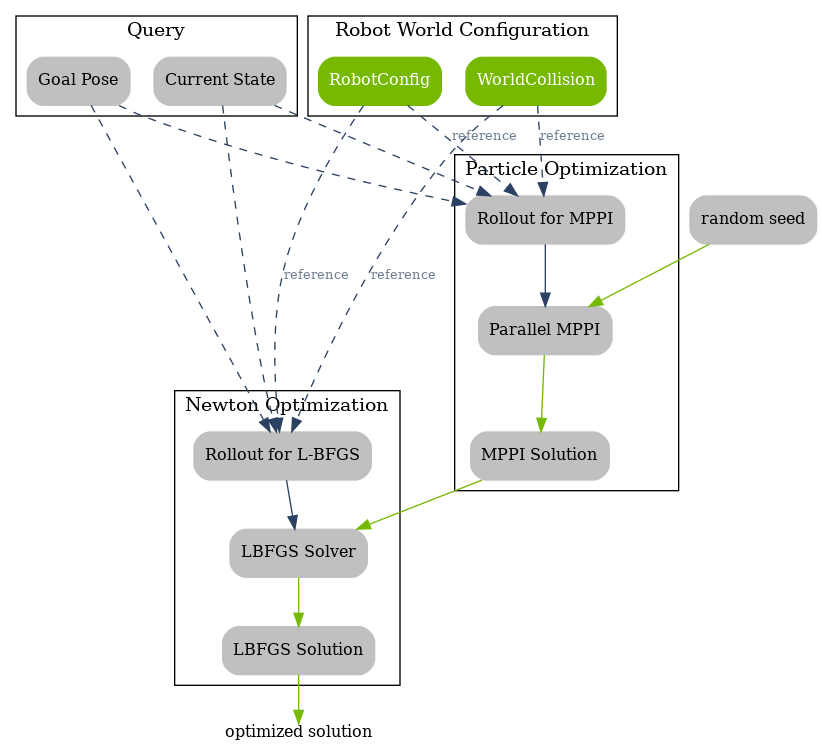 Query
Robot World Configuration
Goal Pose
Current State
RobotConfig
WorldCollision
reference
reference
Particle Optimization
Rollout for MPPI
random seed
reference
reference
Parallel MPPI
Newton Optimization
Rollout for L-BFGS
MPPI Solution
LBFGS Solver
LBFGS Solution
optimized solution